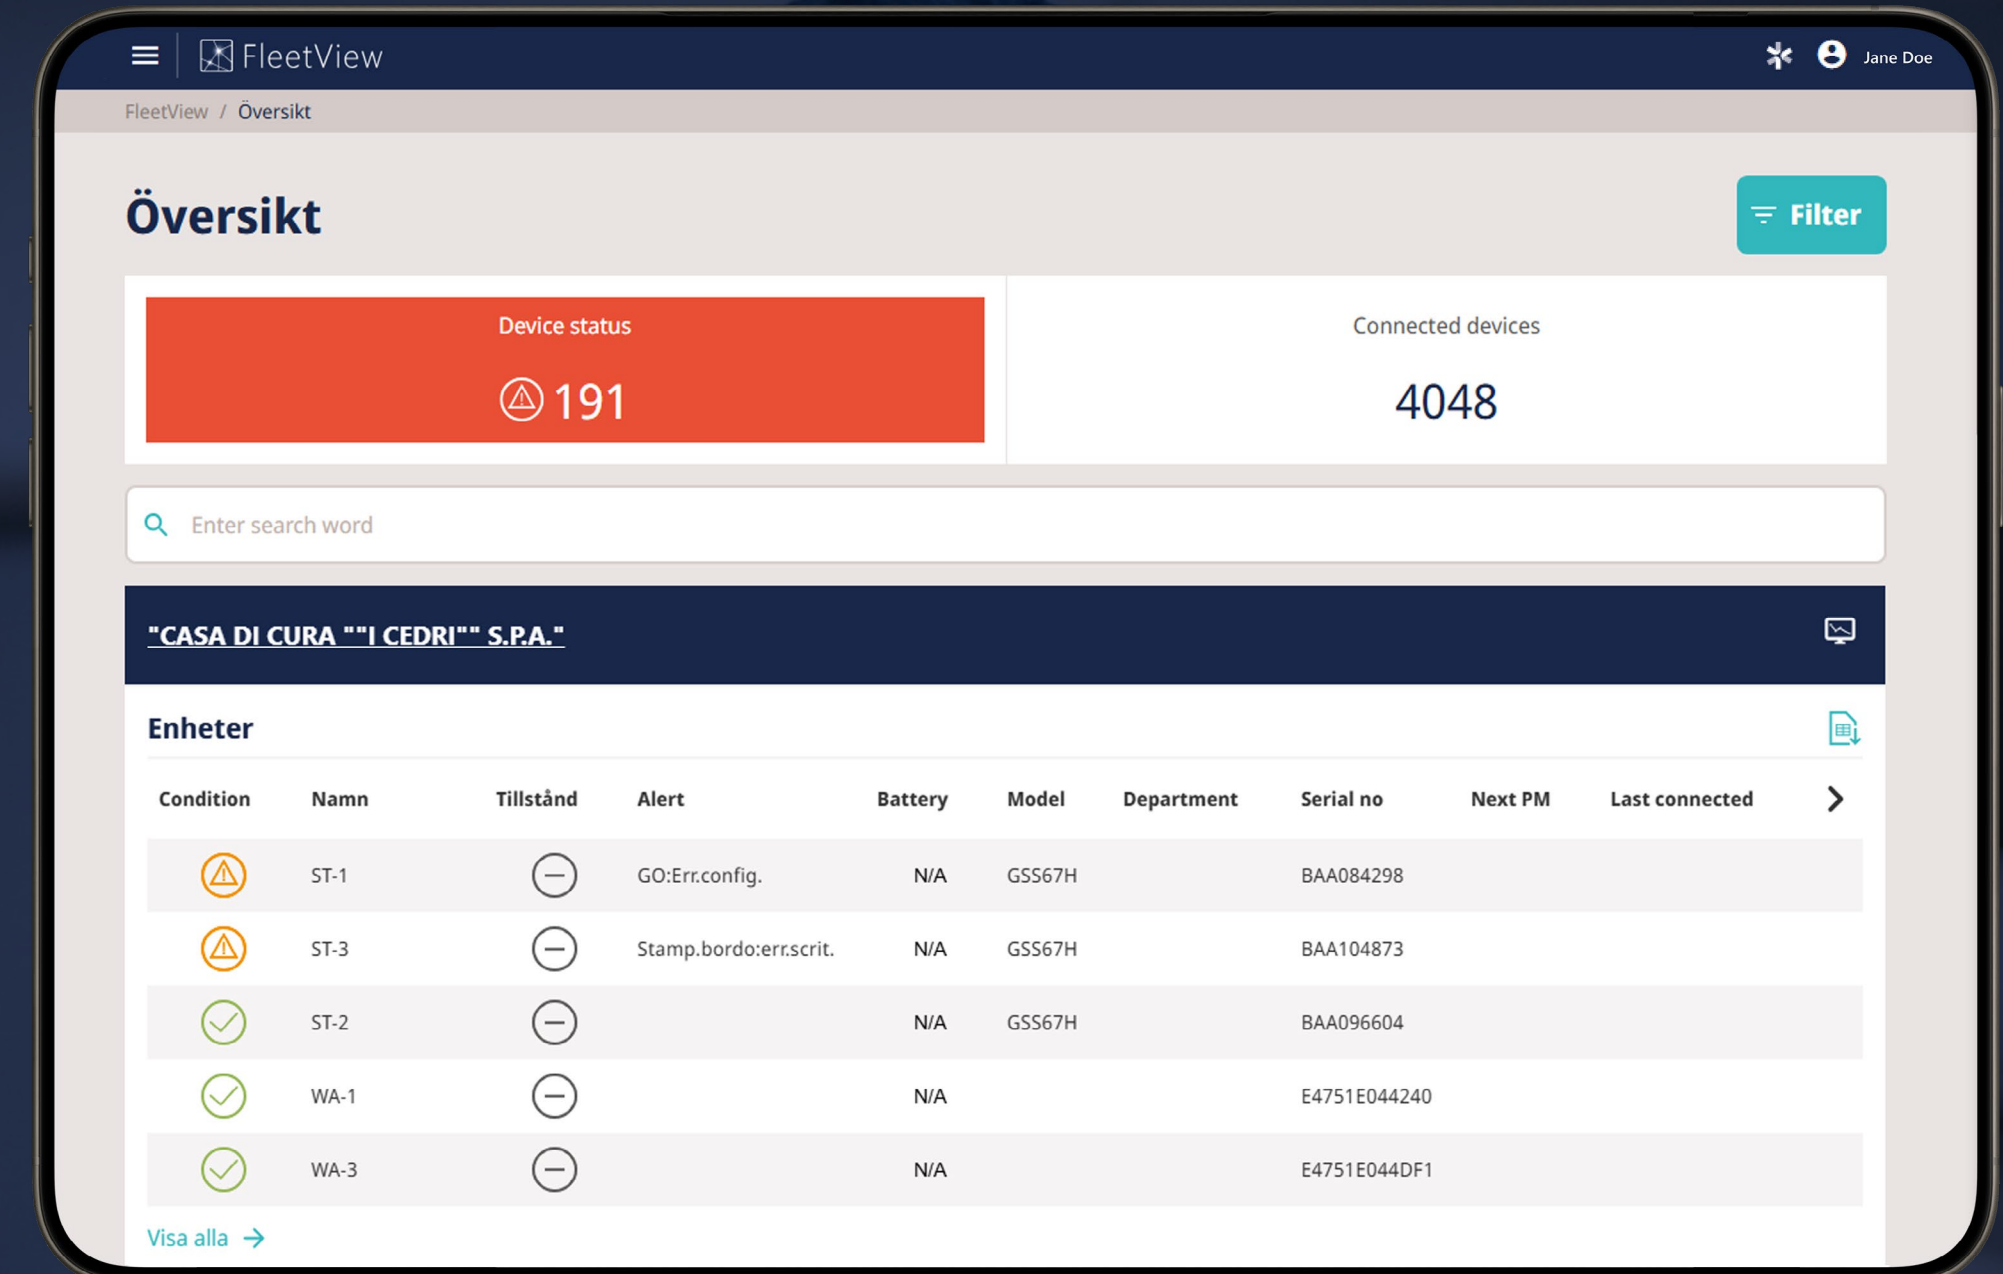 FleetView
Jane Doe
FleetView / Översikt
Översikt
Filter
Device status
191
Connected devices
4048
Enter search word
"CASA DI CURA ""I CEDRI"" S.P.A."
Enheter
Condition Namn Tillstånd Alert Battery Model Department Serial no Next PM Last connected
ST-1 GO:Err.config. N/A GSS67H BAA084298
ST-3 Stamp.bordo:err.scrit. N/A GSS67H BAA104873
ST-2 N/A GSS67H BAA096604
WA-1 N/A E4751E044240
WA-3 N/A E4751E044DF1
Visa alla